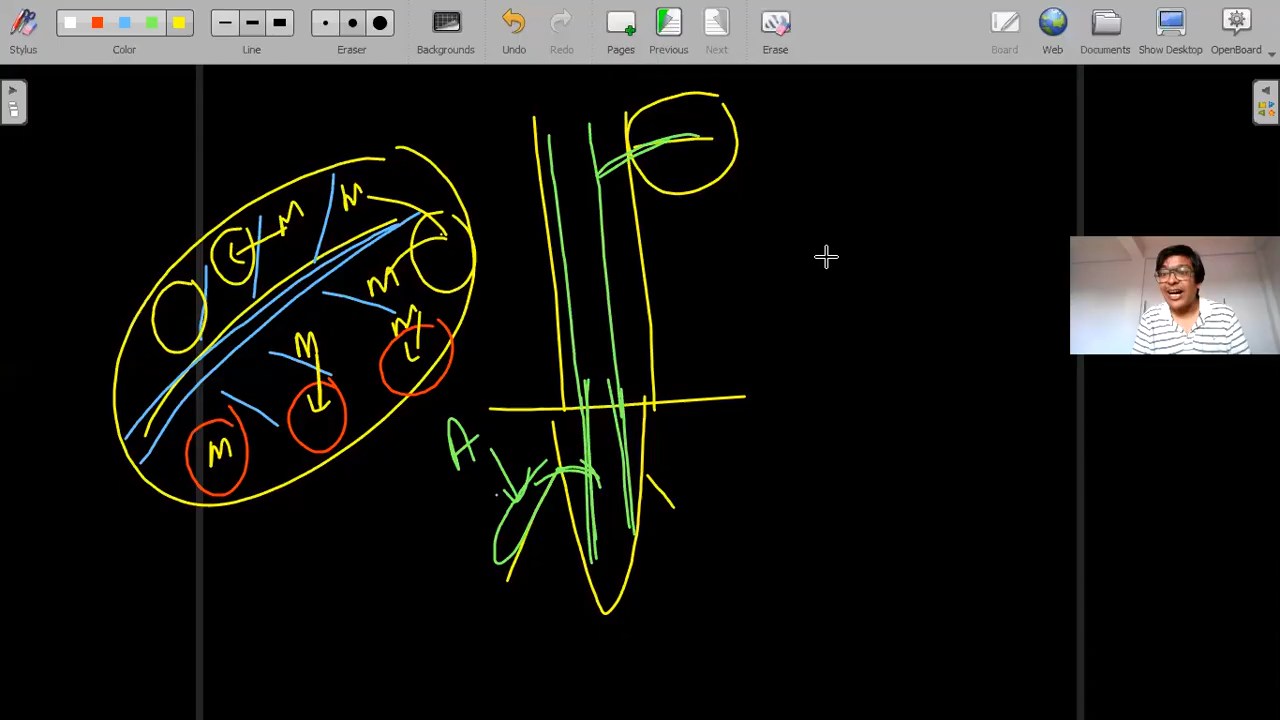 Stylus
Color
Line
Eraser
Backgrounds
Undo
Redo
Pages
Previous
Next
Erase
Board
Web
Documents
Show Desktop
OpenBoard
M
M
M
M
M
M
A